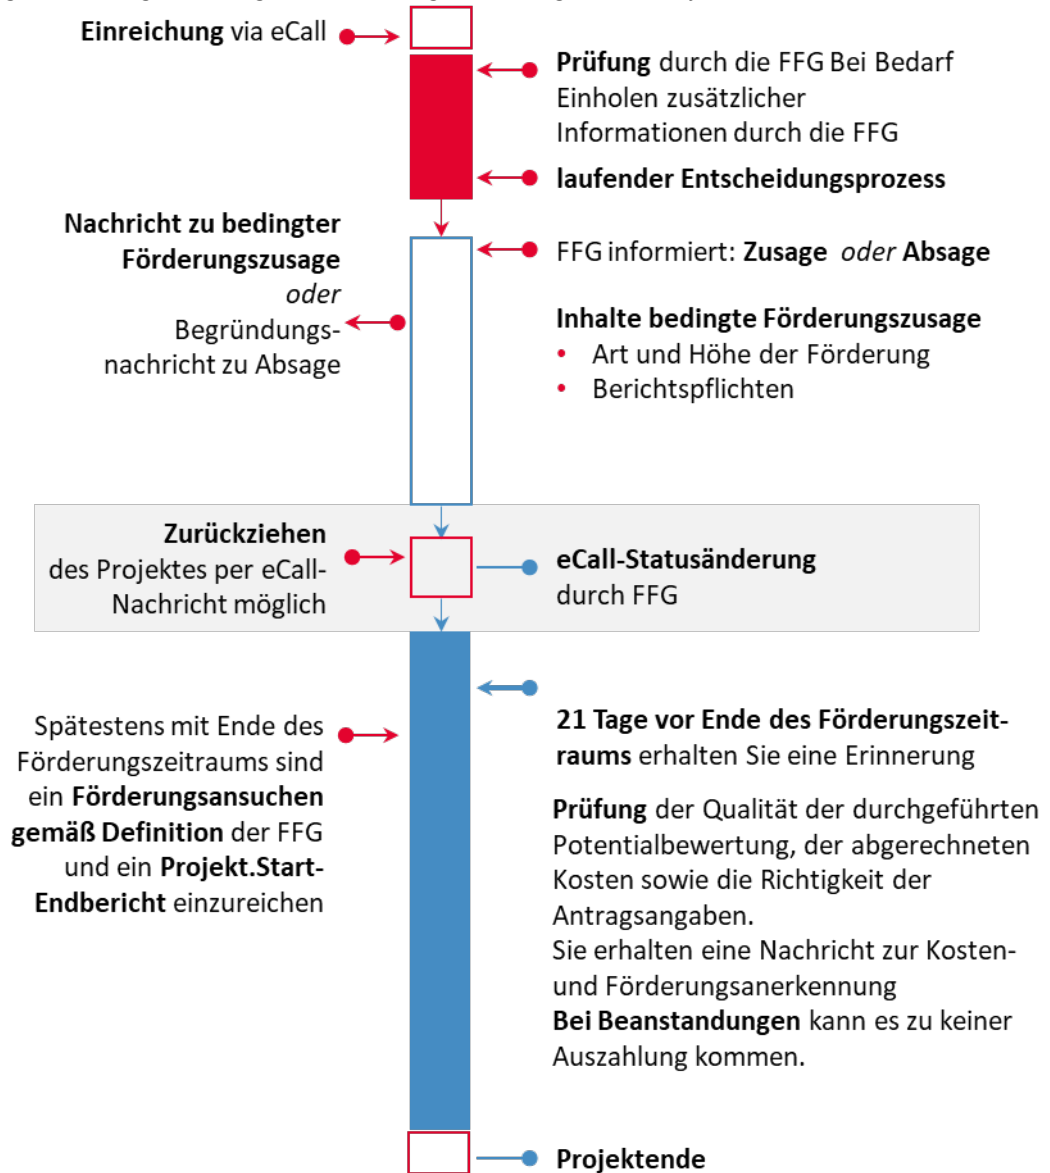 Einreichung via eCall
Prüfung durch die FFG Bei Bedarf
Einholen zusätzlicher
Informationen durch die FFG
laufender Entscheidungsprozess
Nachricht zu bedingter
Förderungszusage
oder
Begründungs-
nachricht zu Absage
FFG informiert: Zusage oder Absage
Inhalte bedingte Förderungszusage
• Art und Höhe der Förderung
• Berichtspflichten
Zurückziehen
des Projektes per eCall-
Nachricht möglich
eCall-Statusänderung
durch FFG
Spätestens mit Ende des
Förderungszeitraums sind
ein Förderungsansuchen
gemäß Definition der FFG
und ein Projekt.Start-
Endbericht einzureichen
21 Tage vor Ende des Förderungszeit-
raums erhalten Sie eine Erinnerung
Prüfung der Qualität der durchgeführten
Potentialbewertung, der abgerechneten
Kosten sowie die Richtigkeit der
Antragsangaben.
Sie erhalten eine Nachricht zur Kosten-
und Förderungsanerkennung
Bei Beanstandungen kann es zu keiner
Auszahlung kommen.
Projektende